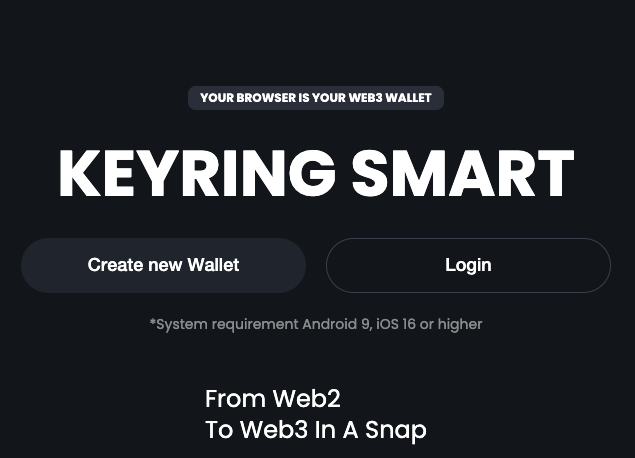 YOUR BROWSER IS YOUR WEB3 WALLET
KEYRING SMART
Create new Wallet
Login
*System requirement Android 9, iOS 16 or higher
From Web2
To Web3 In A Snap